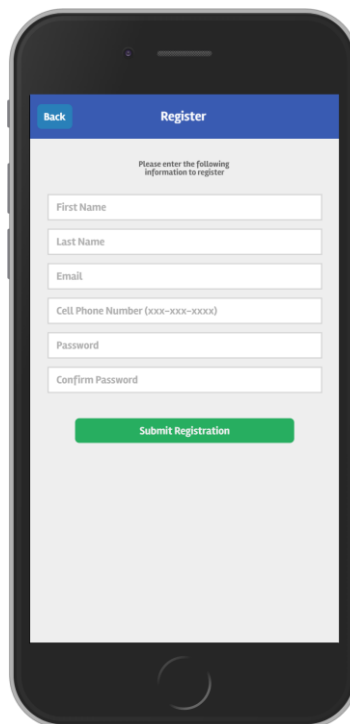 Back
Register
Please enter the following
information to register
First Name
Last Name
Email
Cell Phone Number (xxx-xxx-xxxx)
Password
Confirm Password
Submit Registration